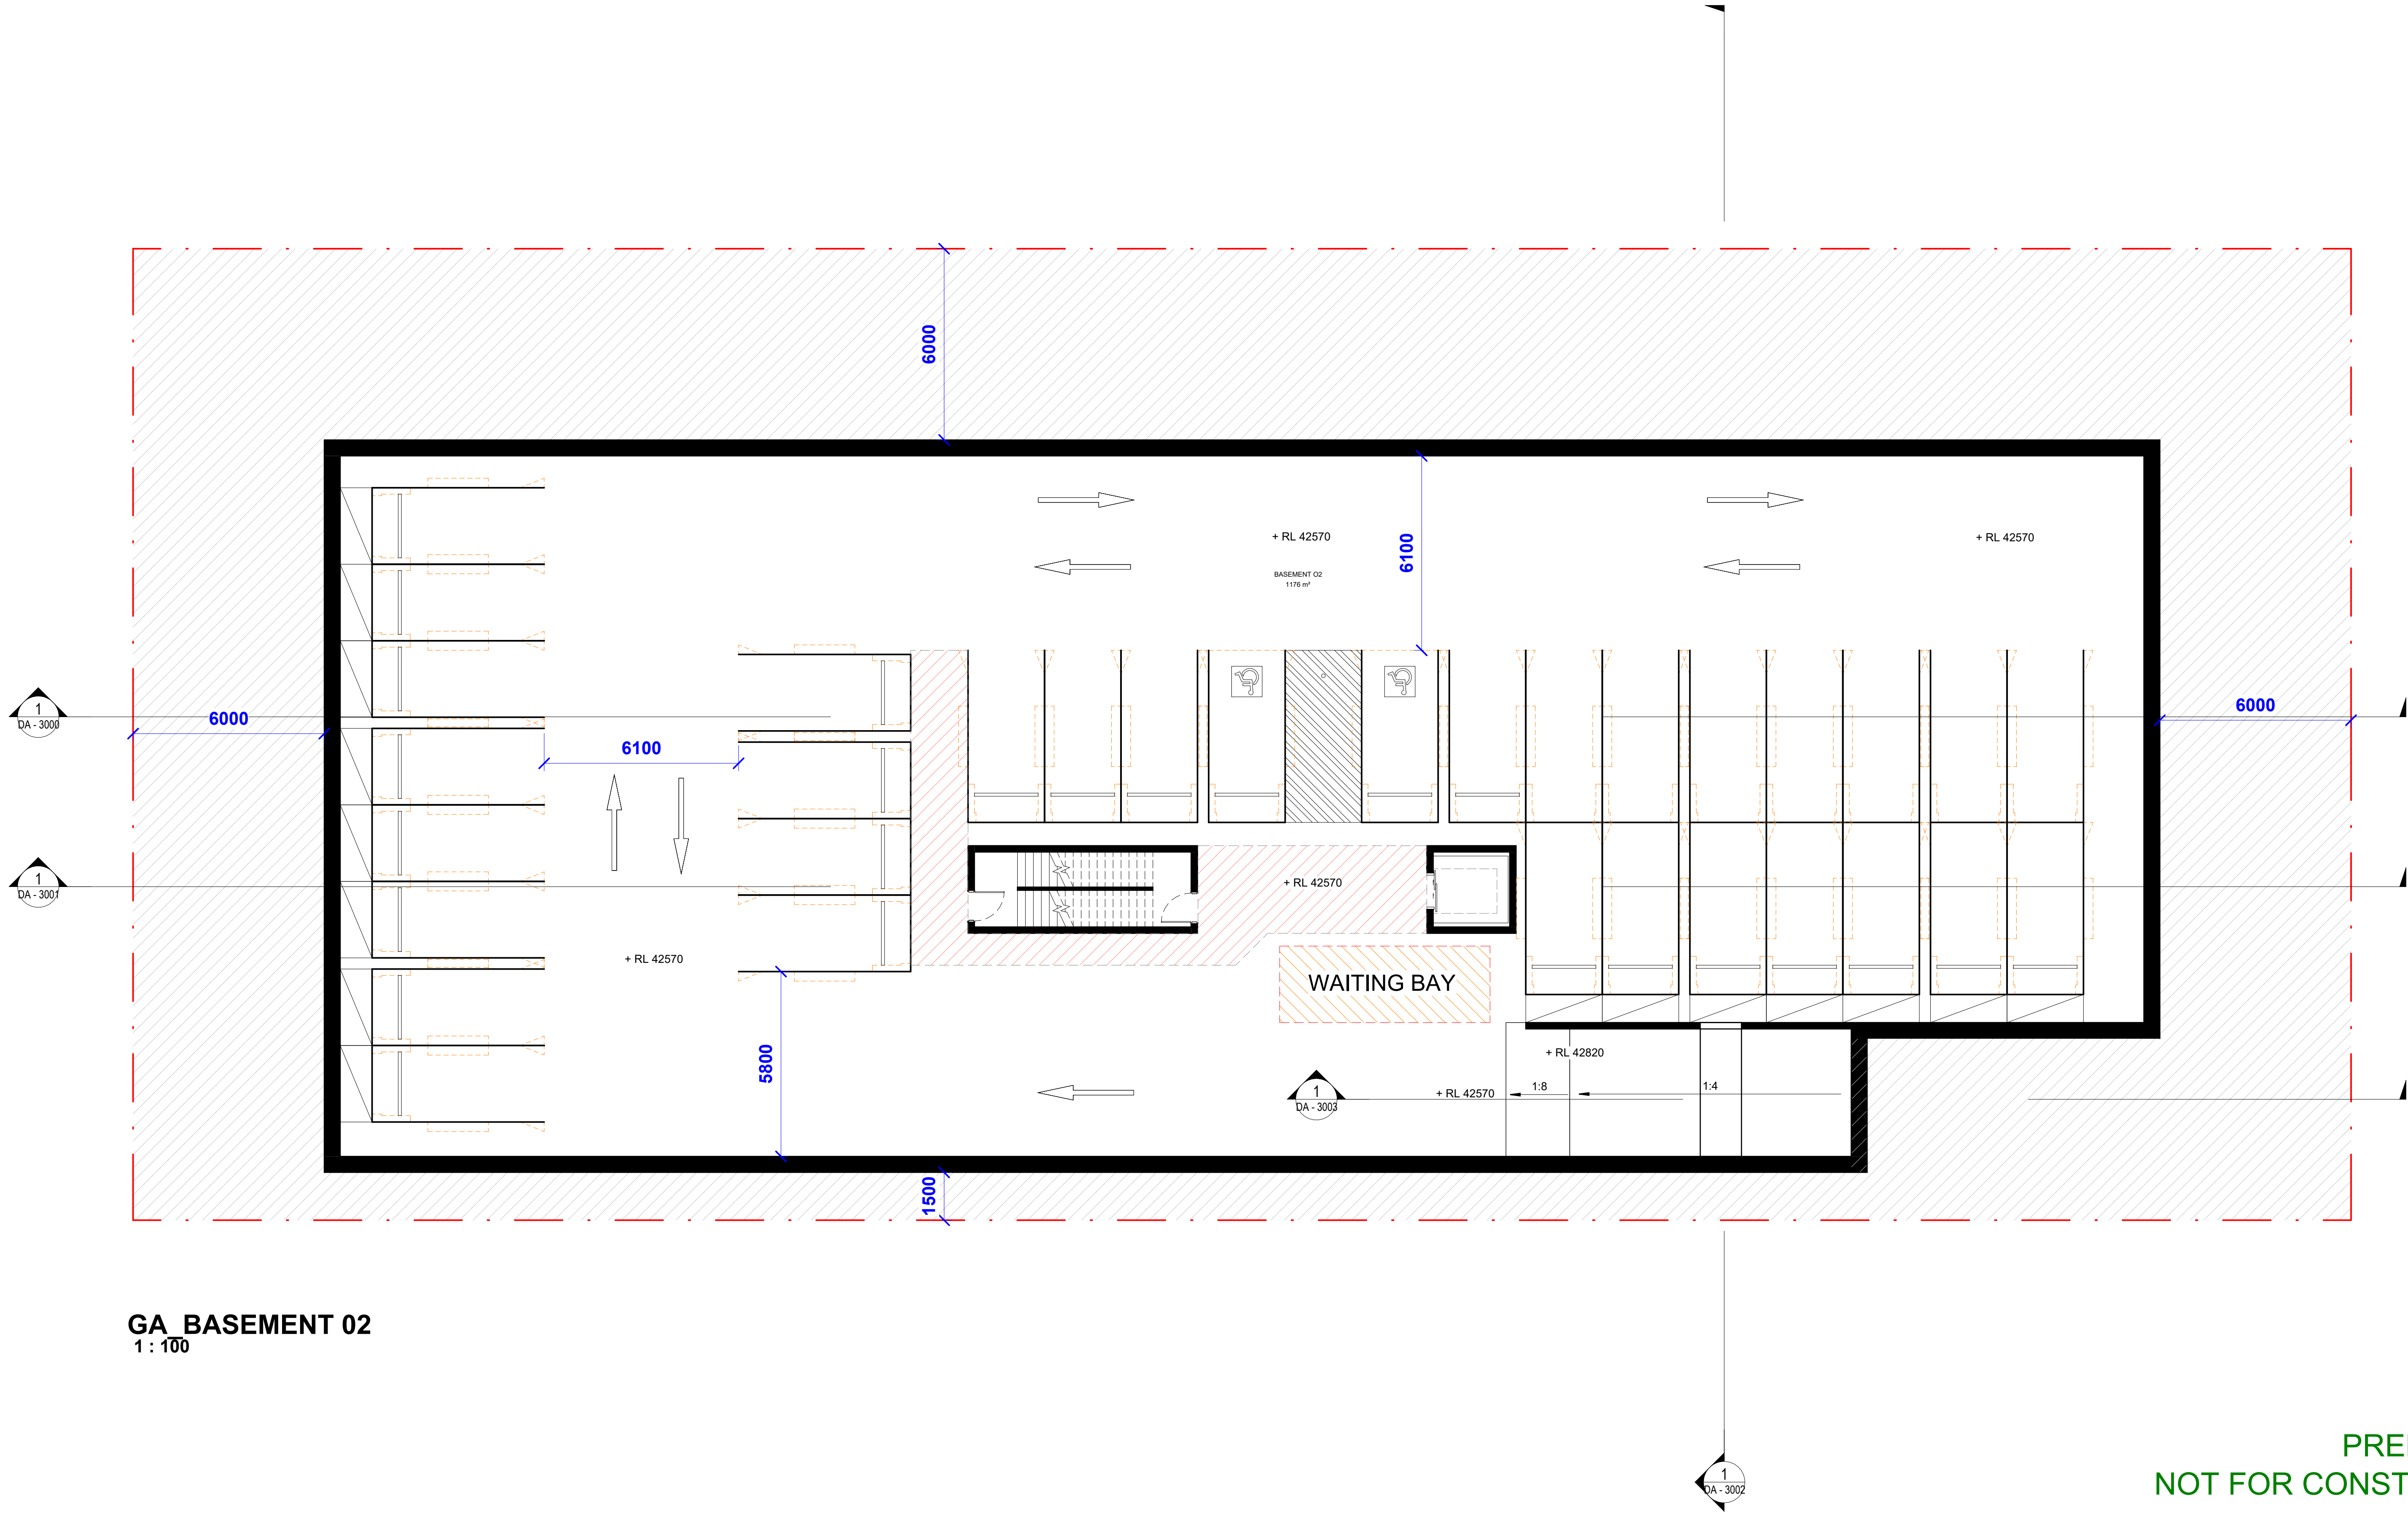 6000
6100
+ RL 42570
+ RL 42570
BASEMENT O2
1176 m²
1
DA - 3000
6000
6100
6000
1
DA - 3001
+ RL 42570
+ RL 42570
WAITING BAY
5800
+ RL 42820
1:8
1:4
+ RL 42570
1
DA - 3003
1500
GA_BASEMENT 02
1 : 100
PRE
NOT FOR CONST
1
DA - 3002